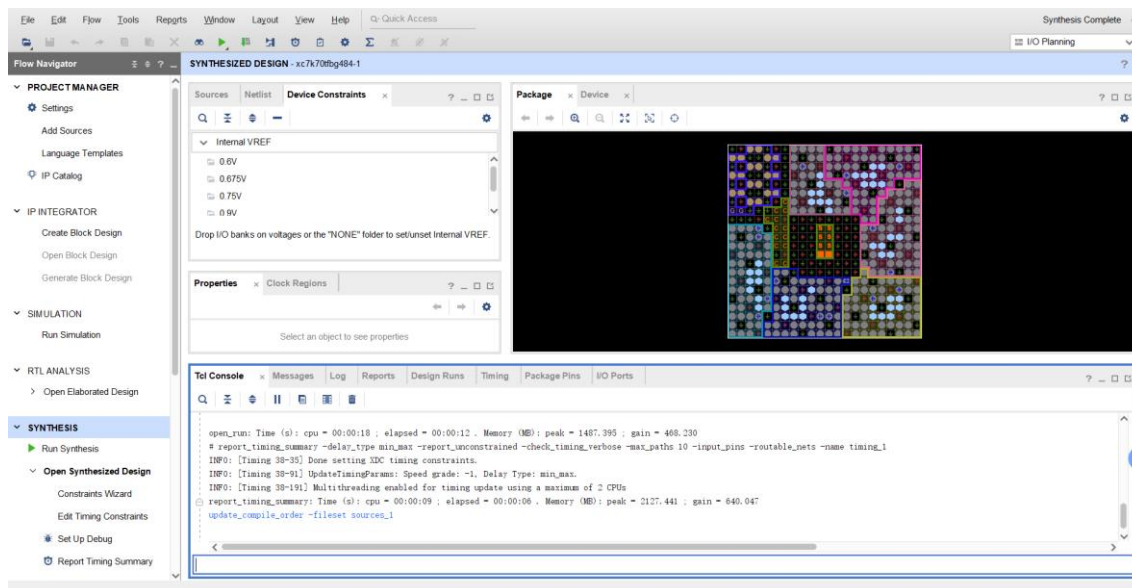 File Edit Flow Tools Reports Window Layout View Help Quick Access Synthesis Complete
I/O Planning
Flow Navigator
SYNTHESIZED DESIGN - xc7k70tfbg484-1
PROJECT MANAGER
Settings
Add Sources
Language Templates
IP Catalog
IP INTEGRATOR
Create Block Design
Open Block Design
Generate Block Design
SIMULATION
Run Simulation
RTL ANALYSIS
Open Elaborated Design
SYNTHESIS
Run Synthesis
Open Synthesized Design
Constraints Wizard
Edit Timing Constraints
Set Up Debug
Report Timing Summary
Sources Netlist Device Constraints
Internal VREF
0.6V
0.675V
0.75V
0.9V
Drop I/O banks on voltages or the "NONE" folder to set/unset Internal VREF.
Properties Clock Regions
Select an object to see properties
Package Device
Tcl Console Messages Log Reports Design Runs Timing Package Pins I/O Ports
open_run: Time (s): cpu = 00:00:18 ; elapsed = 00:00:12 . Memory (MB): peak = 1487.395 ; gain = 468.230
# report_timing_summary -delay_type min_max -report_unconstrained -check_timing_verbose -max_paths 10 -input_pins -routable_nets -name timing_1
INFO: [Timing 38-35] Done setting XDC timing constraints.
INFO: [Timing 38-91] UpdateTimingParams: Speed grade: -1, Delay Type: min_max.
INFO: [Timing 38-191] Multithreading enabled for timing update using a maximum of 2 CPUs
report_timing_summary: Time (s): cpu = 00:00:09 ; elapsed = 00:00:06 . Memory (MB): peak = 2127.441 ; gain = 640.047
update_compile_order -fileset sources_1